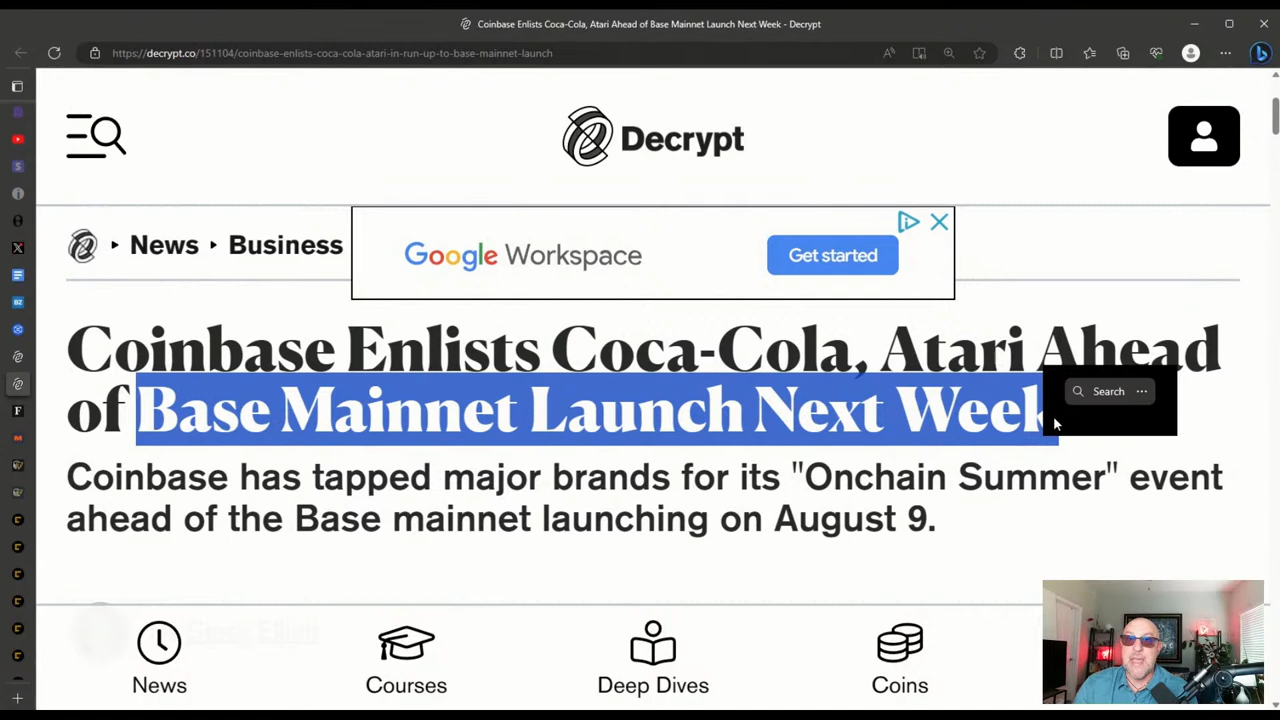 Coinbase Enlists Coca-Cola, Atari Ahead of Base Mainnet Launch Next Week - Decrypt
https://decrypt.co/151104/coinbase-enlists-coca-cola-atari-in-run-up-to-base-mainnet-launch
Decrypt
News
Business
Google Workspace
Get started
Coinbase Enlists Coca-Cola, Atari Ahead
of Base Mainnet Launch Next Week
Search
Coinbase has tapped major brands for its "Onchain Summer" event
ahead of the Base mainnet launching on August 9.
News
Courses
Deep Dives
Coins